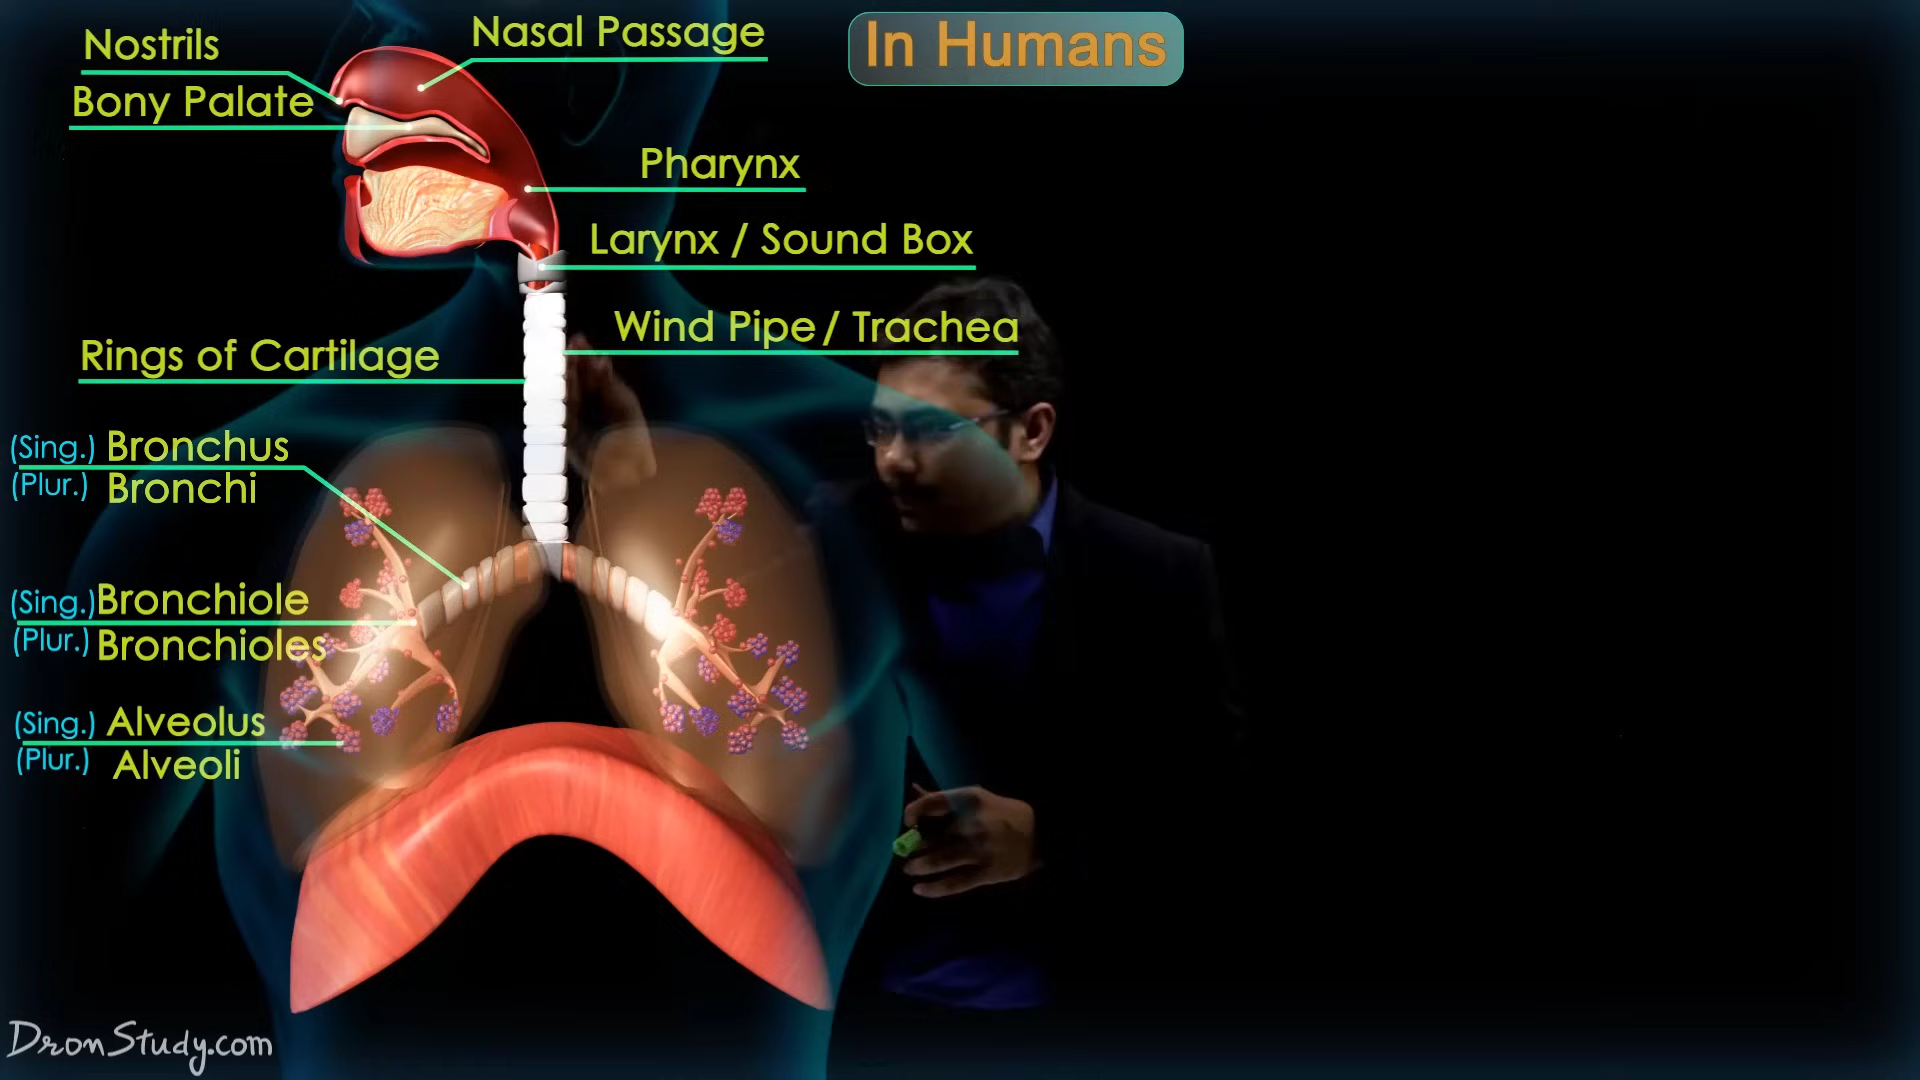 In Humans
Nostrils
Nasal Passage
Bony Palate
Pharynx
Larynx / Sound Box
Wind Pipe / Trachea
Rings of Cartilage
(Sing.) Bronchus
(Plur.) Bronchi
(Sing.) Bronchiole
(Plur.) Bronchioles
(Sing.) Alveolus
(Plur.) Alveoli
DronStudy.com